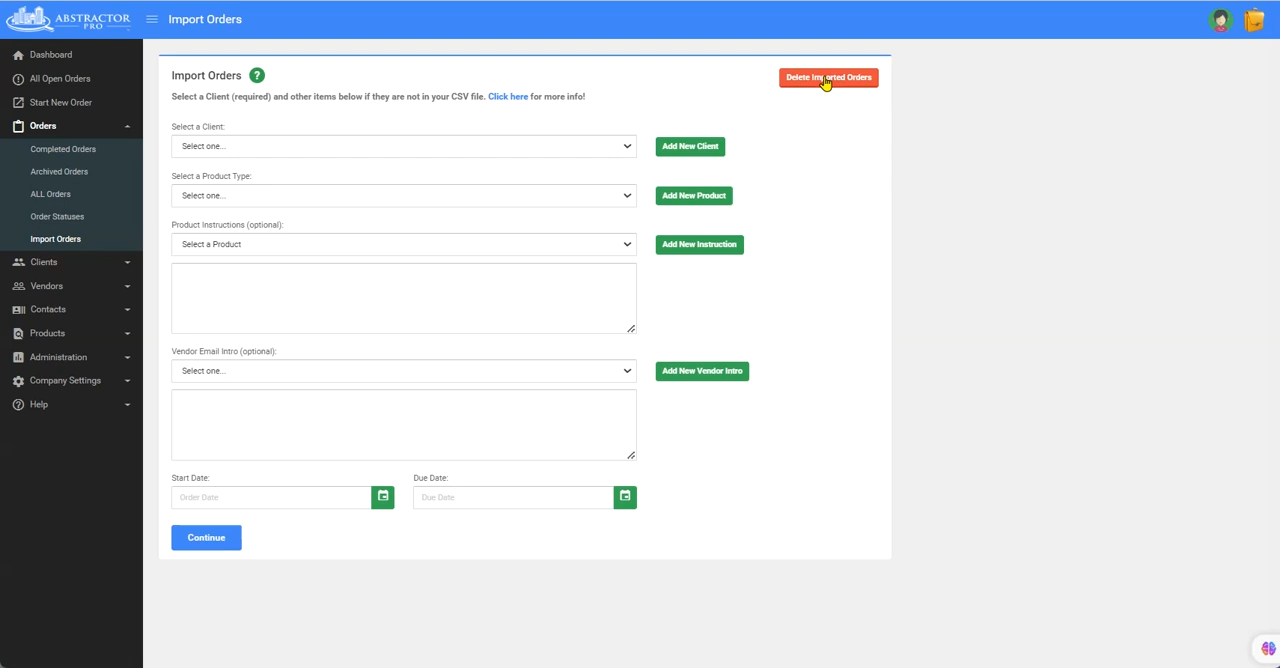 ABSTRACTOR
PRO
Import Orders
Dashboard
All Open Orders
Start New Order
Orders
Completed Orders
Archived Orders
ALL Orders
Order Statuses
Import Orders
Clients
Vendors
Contacts
Products
Administration
Company Settings
Help
Import Orders ?
Delete Imported Orders
Select a Client (required) and other items below if they are not in your CSV file. Click here for more info!
Select a Client:
Select one...
Add New Client
Select a Product Type:
Select one...
Add New Product
Product Instructions (optional):
Select a Product
Add New Instruction
Vendor Email Intro (optional):
Select one...
Add New Vendor Intro
Start Date:
Due Date:
Order Date
Due Date
Continue